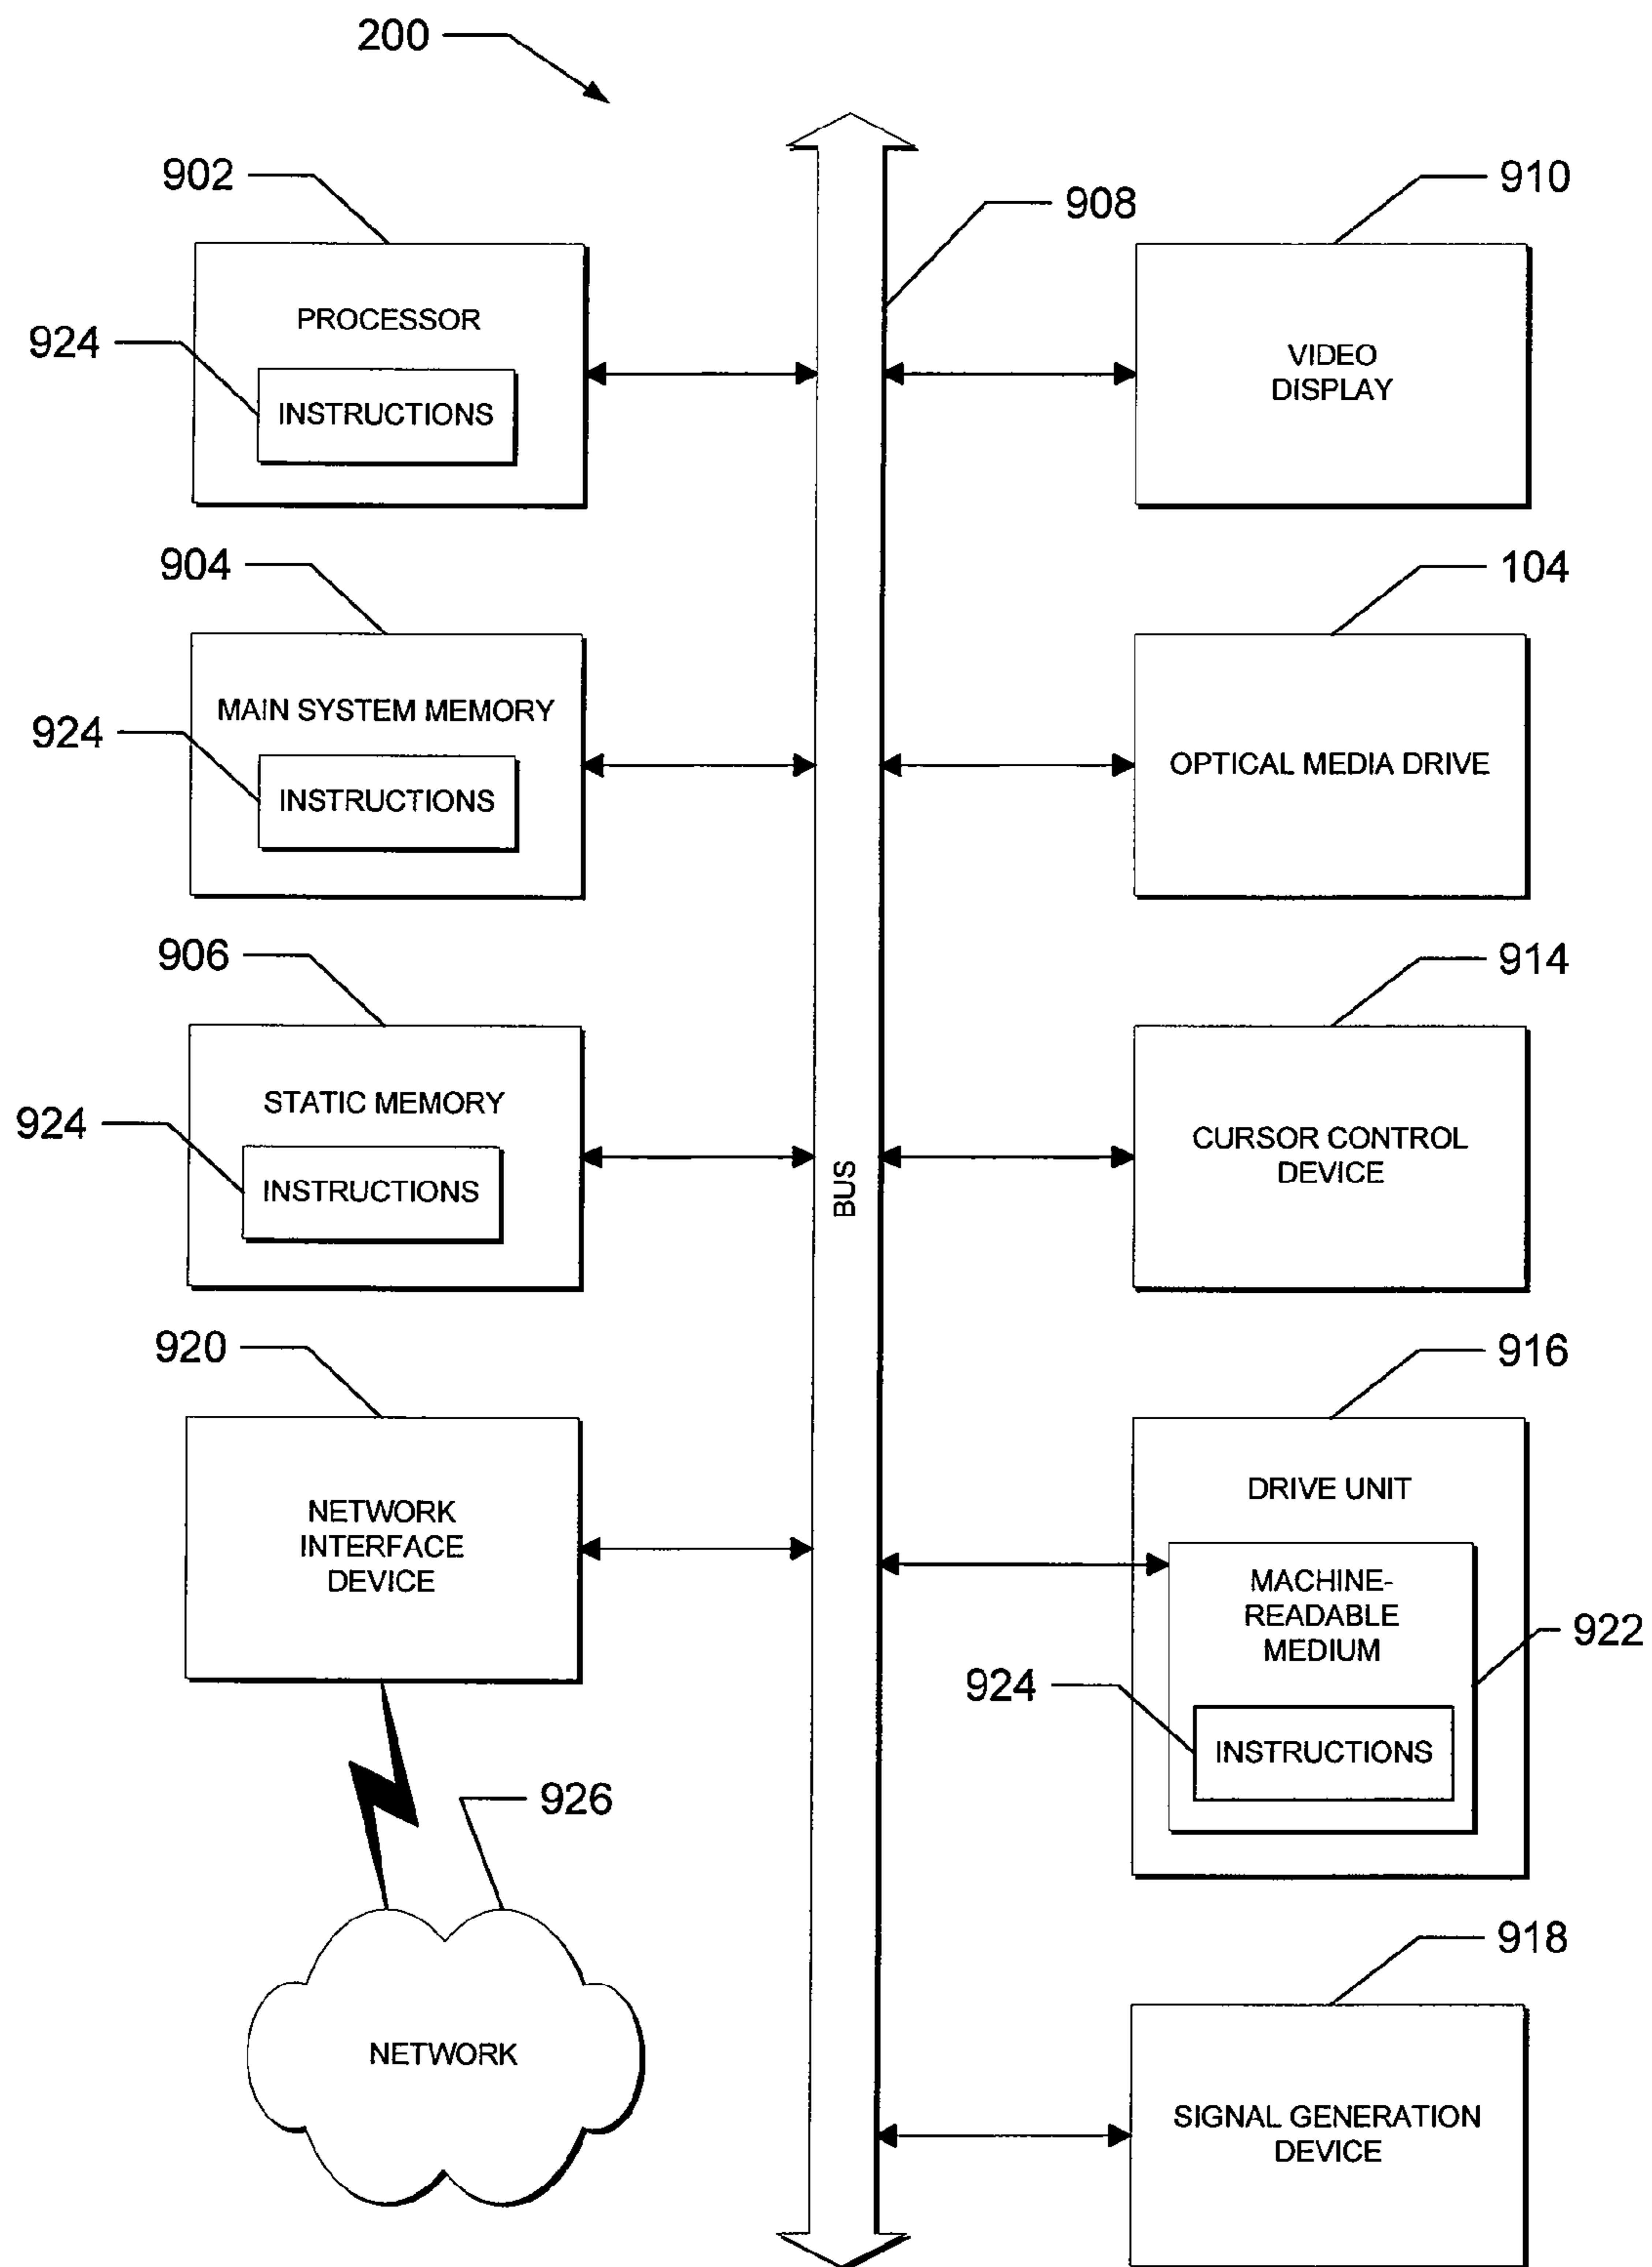 200
902
908
910
PROCESSOR
924
INSTRUCTIONS
VIDEO
DISPLAY
904
104
MAIN SYSTEM MEMORY
924
INSTRUCTIONS
OPTICAL MEDIA DRIVE
906
914
STATIC MEMORY
924
INSTRUCTIONS
BUS
CURSOR CONTROL
DEVICE
920
916
NETWORK
INTERFACE
DEVICE
DRIVE UNIT
MACHINE-
READABLE
MEDIUM
922
924
INSTRUCTIONS
926
NETWORK
918
SIGNAL GENERATION
DEVICE